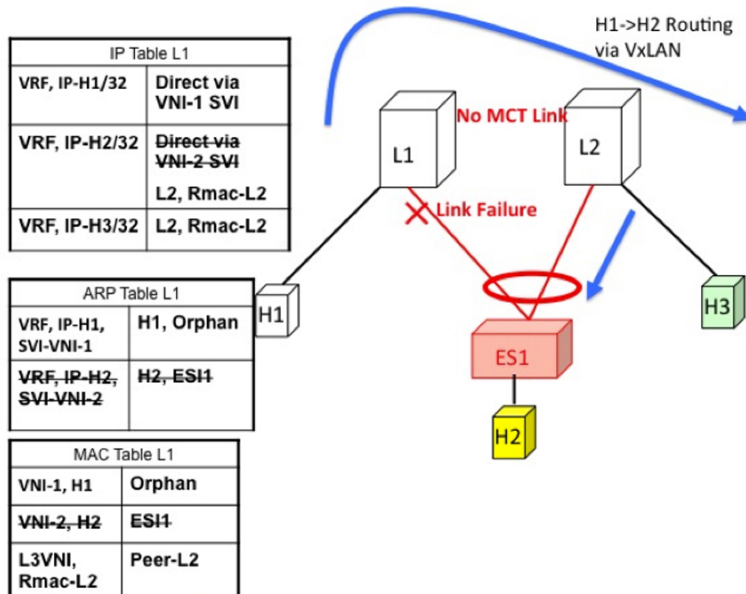 IP Table L1
VRF, IP-H1/32
Direct via
VNI-1 SVI
VRF, IP-H2/32
Direct via
VNI-2 SVI
L2, Rmac-L2
VRF, IP-H3/32
L2, Rmac-L2
ARP Table L1
VRF, IP-H1,
SVI-VNI-1
H1, Orphan
VRF, IP-H2,
SVI-VNI-2
H2, ESI1
MAC Table L1
VNI-1, H1
Orphan
VNI-2, H2
ESI1
L3VNI,
Rmac-L2
Peer-L2
H1->H2 Routing
via VxLAN
No MCT Link
L1
L2
Link Failure
H1
H3
ES1
H2